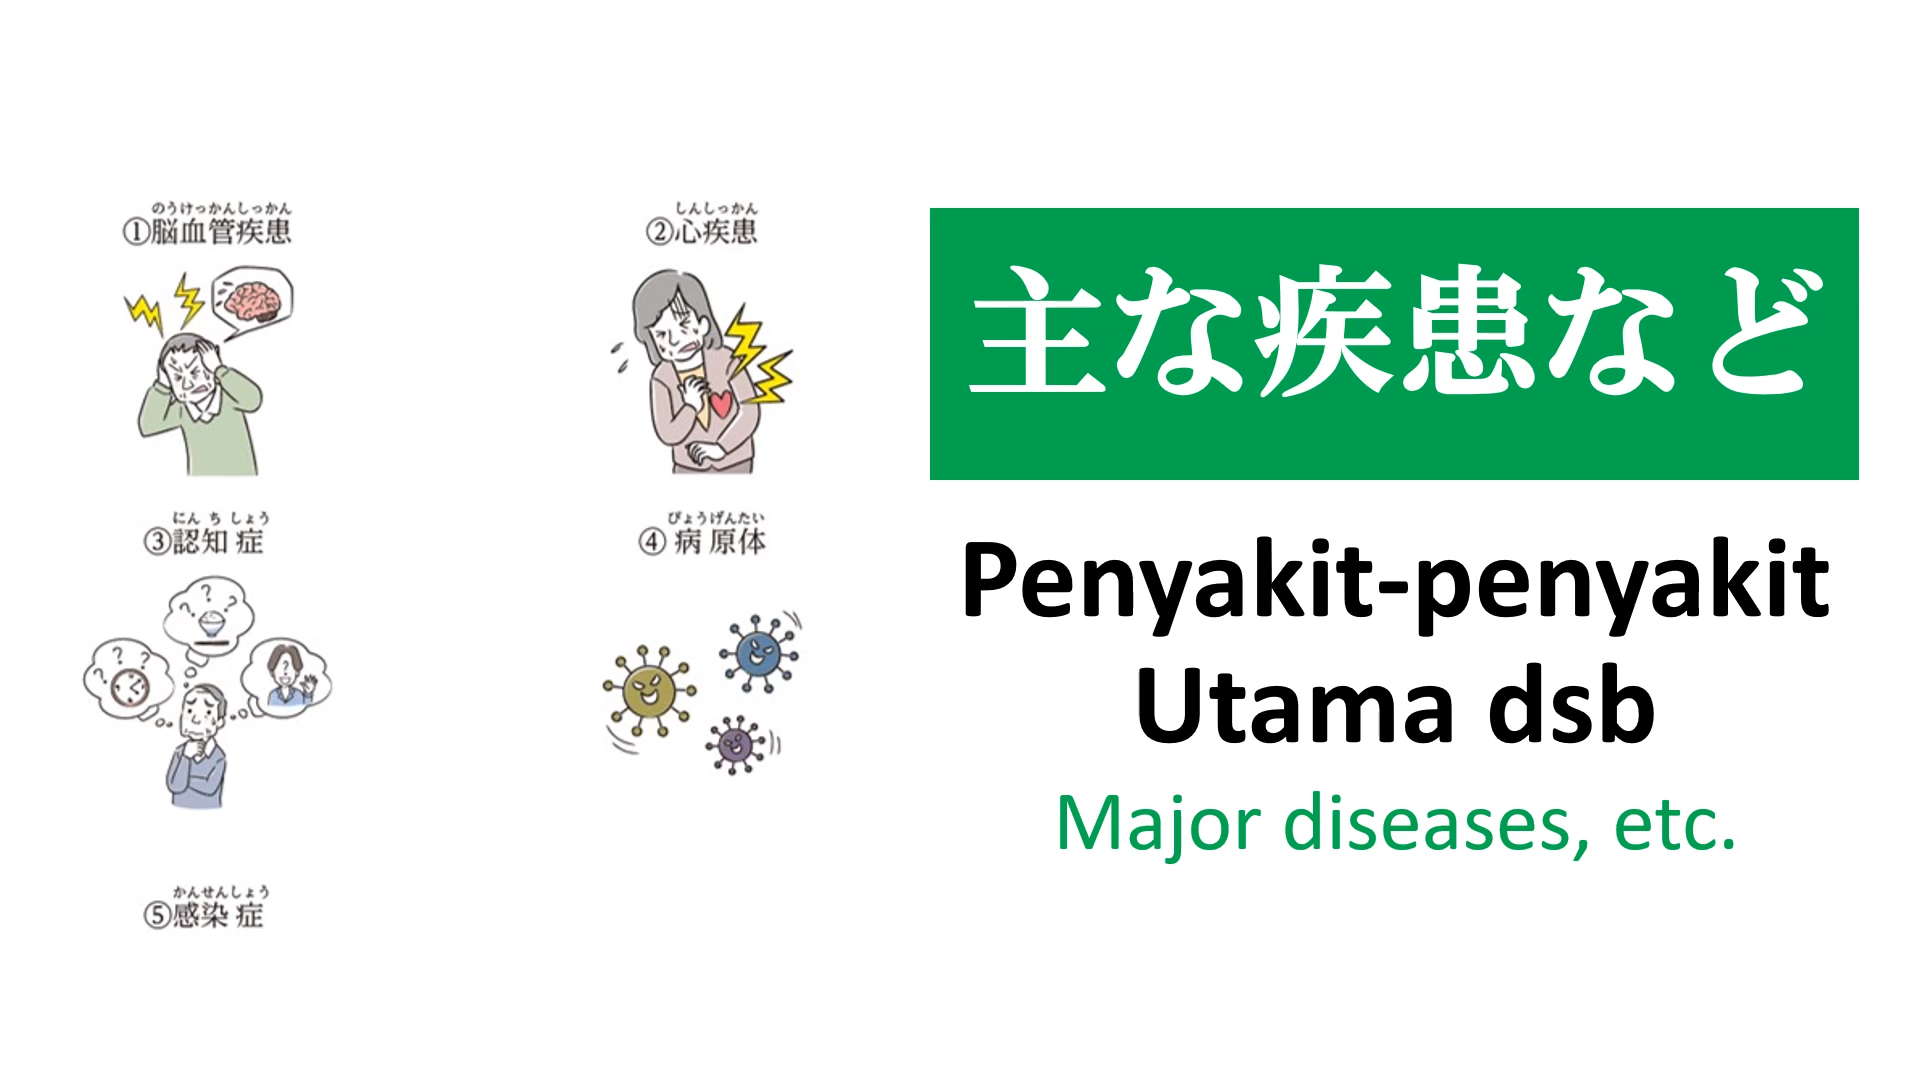 のうけっかんしっかん
①脳血管疾患
しんしっかん
②心疾患
にんちしょう
③認知症
びょうげんたい
④病原体
かんせんしょう
⑤感染症
主な疾患など
Penyakit-penyakit
Utama dsb
Major diseases, etc.